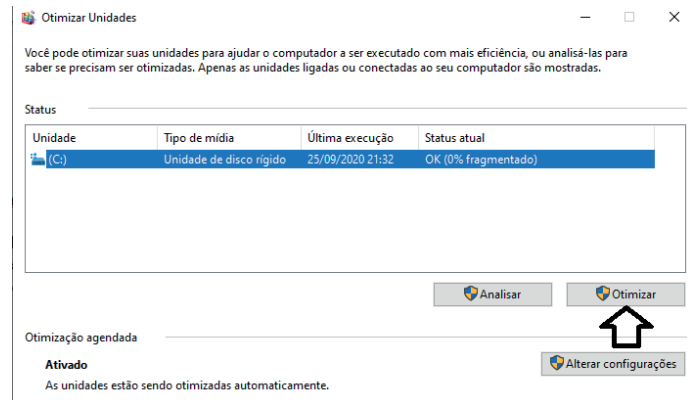 Otimizar Unidades
Você pode otimizar suas unidades para ajudar o computador a ser executado com mais eficiência, ou analisá-las para
saber se precisam ser otimizadas. Apenas as unidades ligadas ou conectadas ao seu computador são mostradas.
Status
Unidade Tipo de mídia Última execução Status atual
(C:) Unidade de disco rígido 25/09/2020 21:32 OK (0% fragmentado)
Analisar Otimizar
Otimização agendada
Ativado Alterar configurações
As unidades estão sendo otimizadas automaticamente.